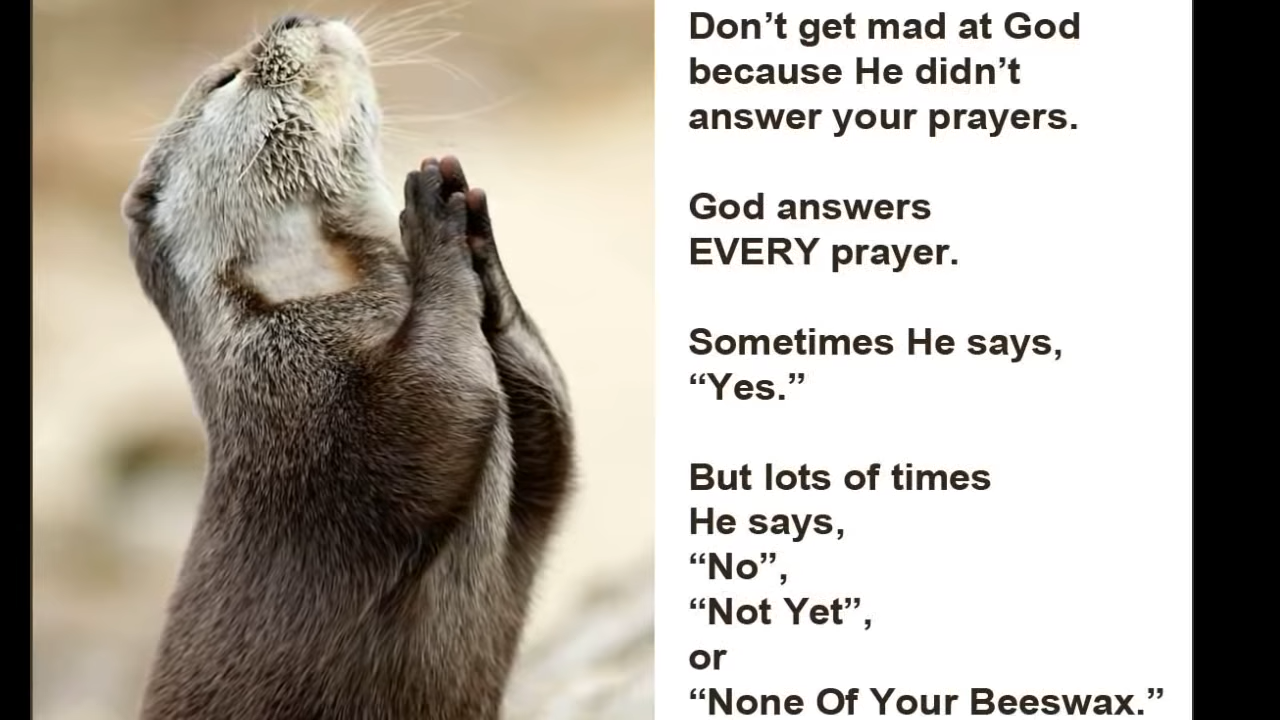 Don’t get mad at God
because He didn’t
answer your prayers.
God answers
EVERY prayer.
Sometimes He says,
“Yes.”
But lots of times
He says,
“No”,
“Not Yet”,
or
“None Of Your Beeswax.”